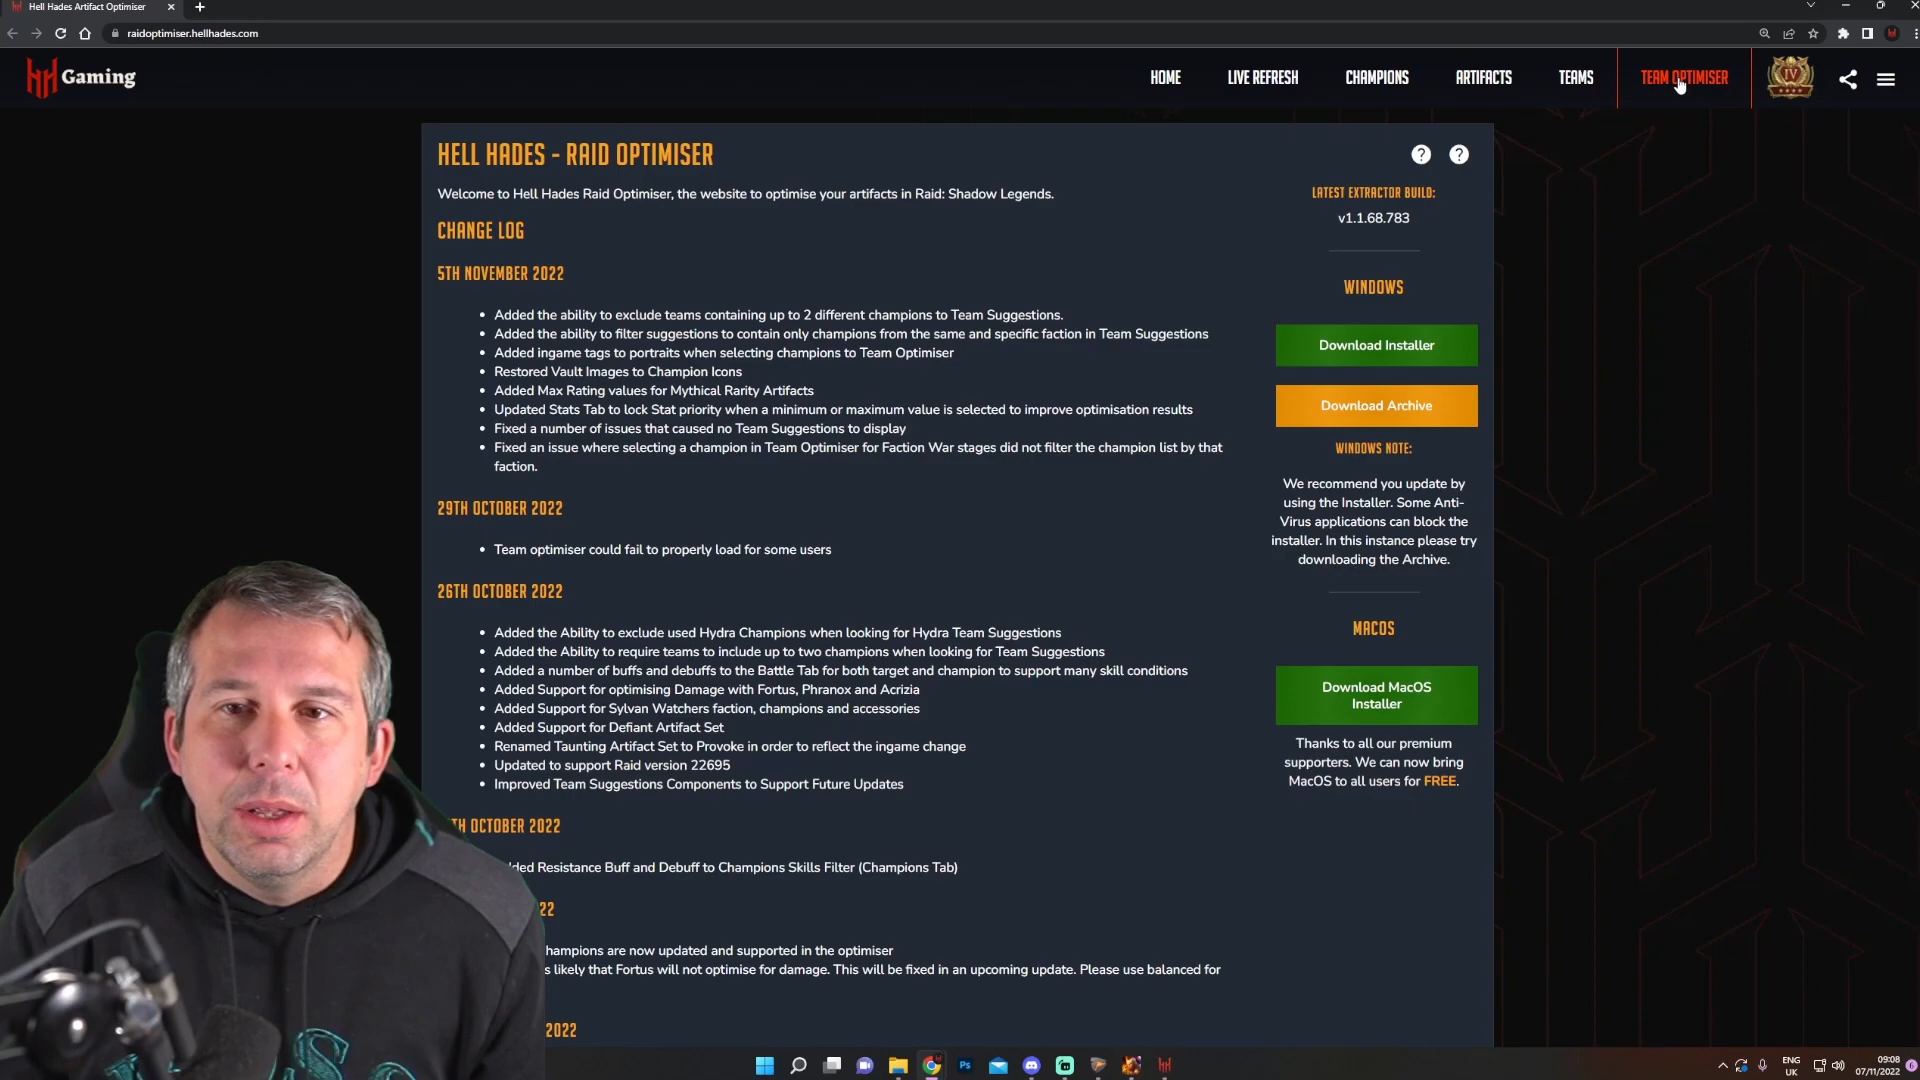 Hell Hades Artifact Optimiser
raidoptimiser.hellhades.com
Gaming
HOME
LIVE REFRESH
CHAMPIONS
ARTIFACTS
TEAMS
TEAM OPTIMISER
IV
HELL HADES - RAID OPTIMISER
Welcome to Hell Hades Raid Optimiser, the website to optimise your artifacts in Raid: Shadow Legends.
CHANGE LOG
5TH NOVEMBER 2022
• Added the ability to exclude teams containing up to 2 different champions to Team Suggestions.
• Added the ability to filter suggestions to contain only champions from the same and specific faction in Team Suggestions
• Added ingame tags to portraits when selecting champions to Team Optimiser
• Restored Vault Images to Champion Icons
• Added Max Rating values for Mythical Rarity Artifacts
• Updated Stats Tab to lock Stat priority when a minimum or maximum value is selected to improve optimisation results
• Fixed a number of issues that caused no Team Suggestions to display
• Fixed an issue where selecting a champion in Team Optimiser for Faction War stages did not filter the champion list by that
faction.
29TH OCTOBER 2022
• Team optimiser could fail to properly load for some users
26TH OCTOBER 2022
• Added the Ability to exclude used Hydra Champions when looking for Hydra Team Suggestions
• Added the Ability to require teams to include up to two champions when looking for Team Suggestions
• Added a number of buffs and debuffs to the Battle Tab for both target and champion to support many skill conditions
• Added Support for optimising Damage with Fortus, Phranox and Acrizia
• Added Support for Sylvan Watchers faction, champions and accessories
• Added Support for Defiant Artifact Set
• Renamed Taunting Artifact Set to Provoke in order to reflect the ingame change
• Updated to support Raid version 22695
• Improved Team Suggestions Components to Support Future Updates
TH OCTOBER 2022
ded Resistance Buff and Debuff to Champions Skills Filter (Champions Tab)
22
hampions are now updated and supported in the optimiser
s likely that Fortus will not optimise for damage. This will be fixed in an upcoming update. Please use balanced for
2022
? ?
LATEST EXTRACTOR BUILD:
v1.1.68.783
WINDOWS
Download Installer
Download Archive
WINDOWS NOTE:
We recommend you update by
using the Installer. Some Anti-
Virus applications can block the
installer. In this instance please try
downloading the Archive.
MACOS
Download MacOS
Installer
Thanks to all our premium
supporters. We can now bring
MacOS to all users for FREE.
Ps
ENG
UK
09:08
07/11/2022
6